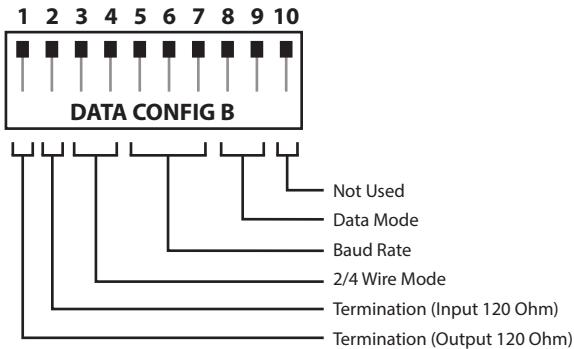 1 2 3 4 5 6 7 8 9 10
DATA CONFIG B
Not Used
Data Mode
Baud Rate
2/4 Wire Mode
Termination (Input 120 Ohm)
Termination (Output 120 Ohm)